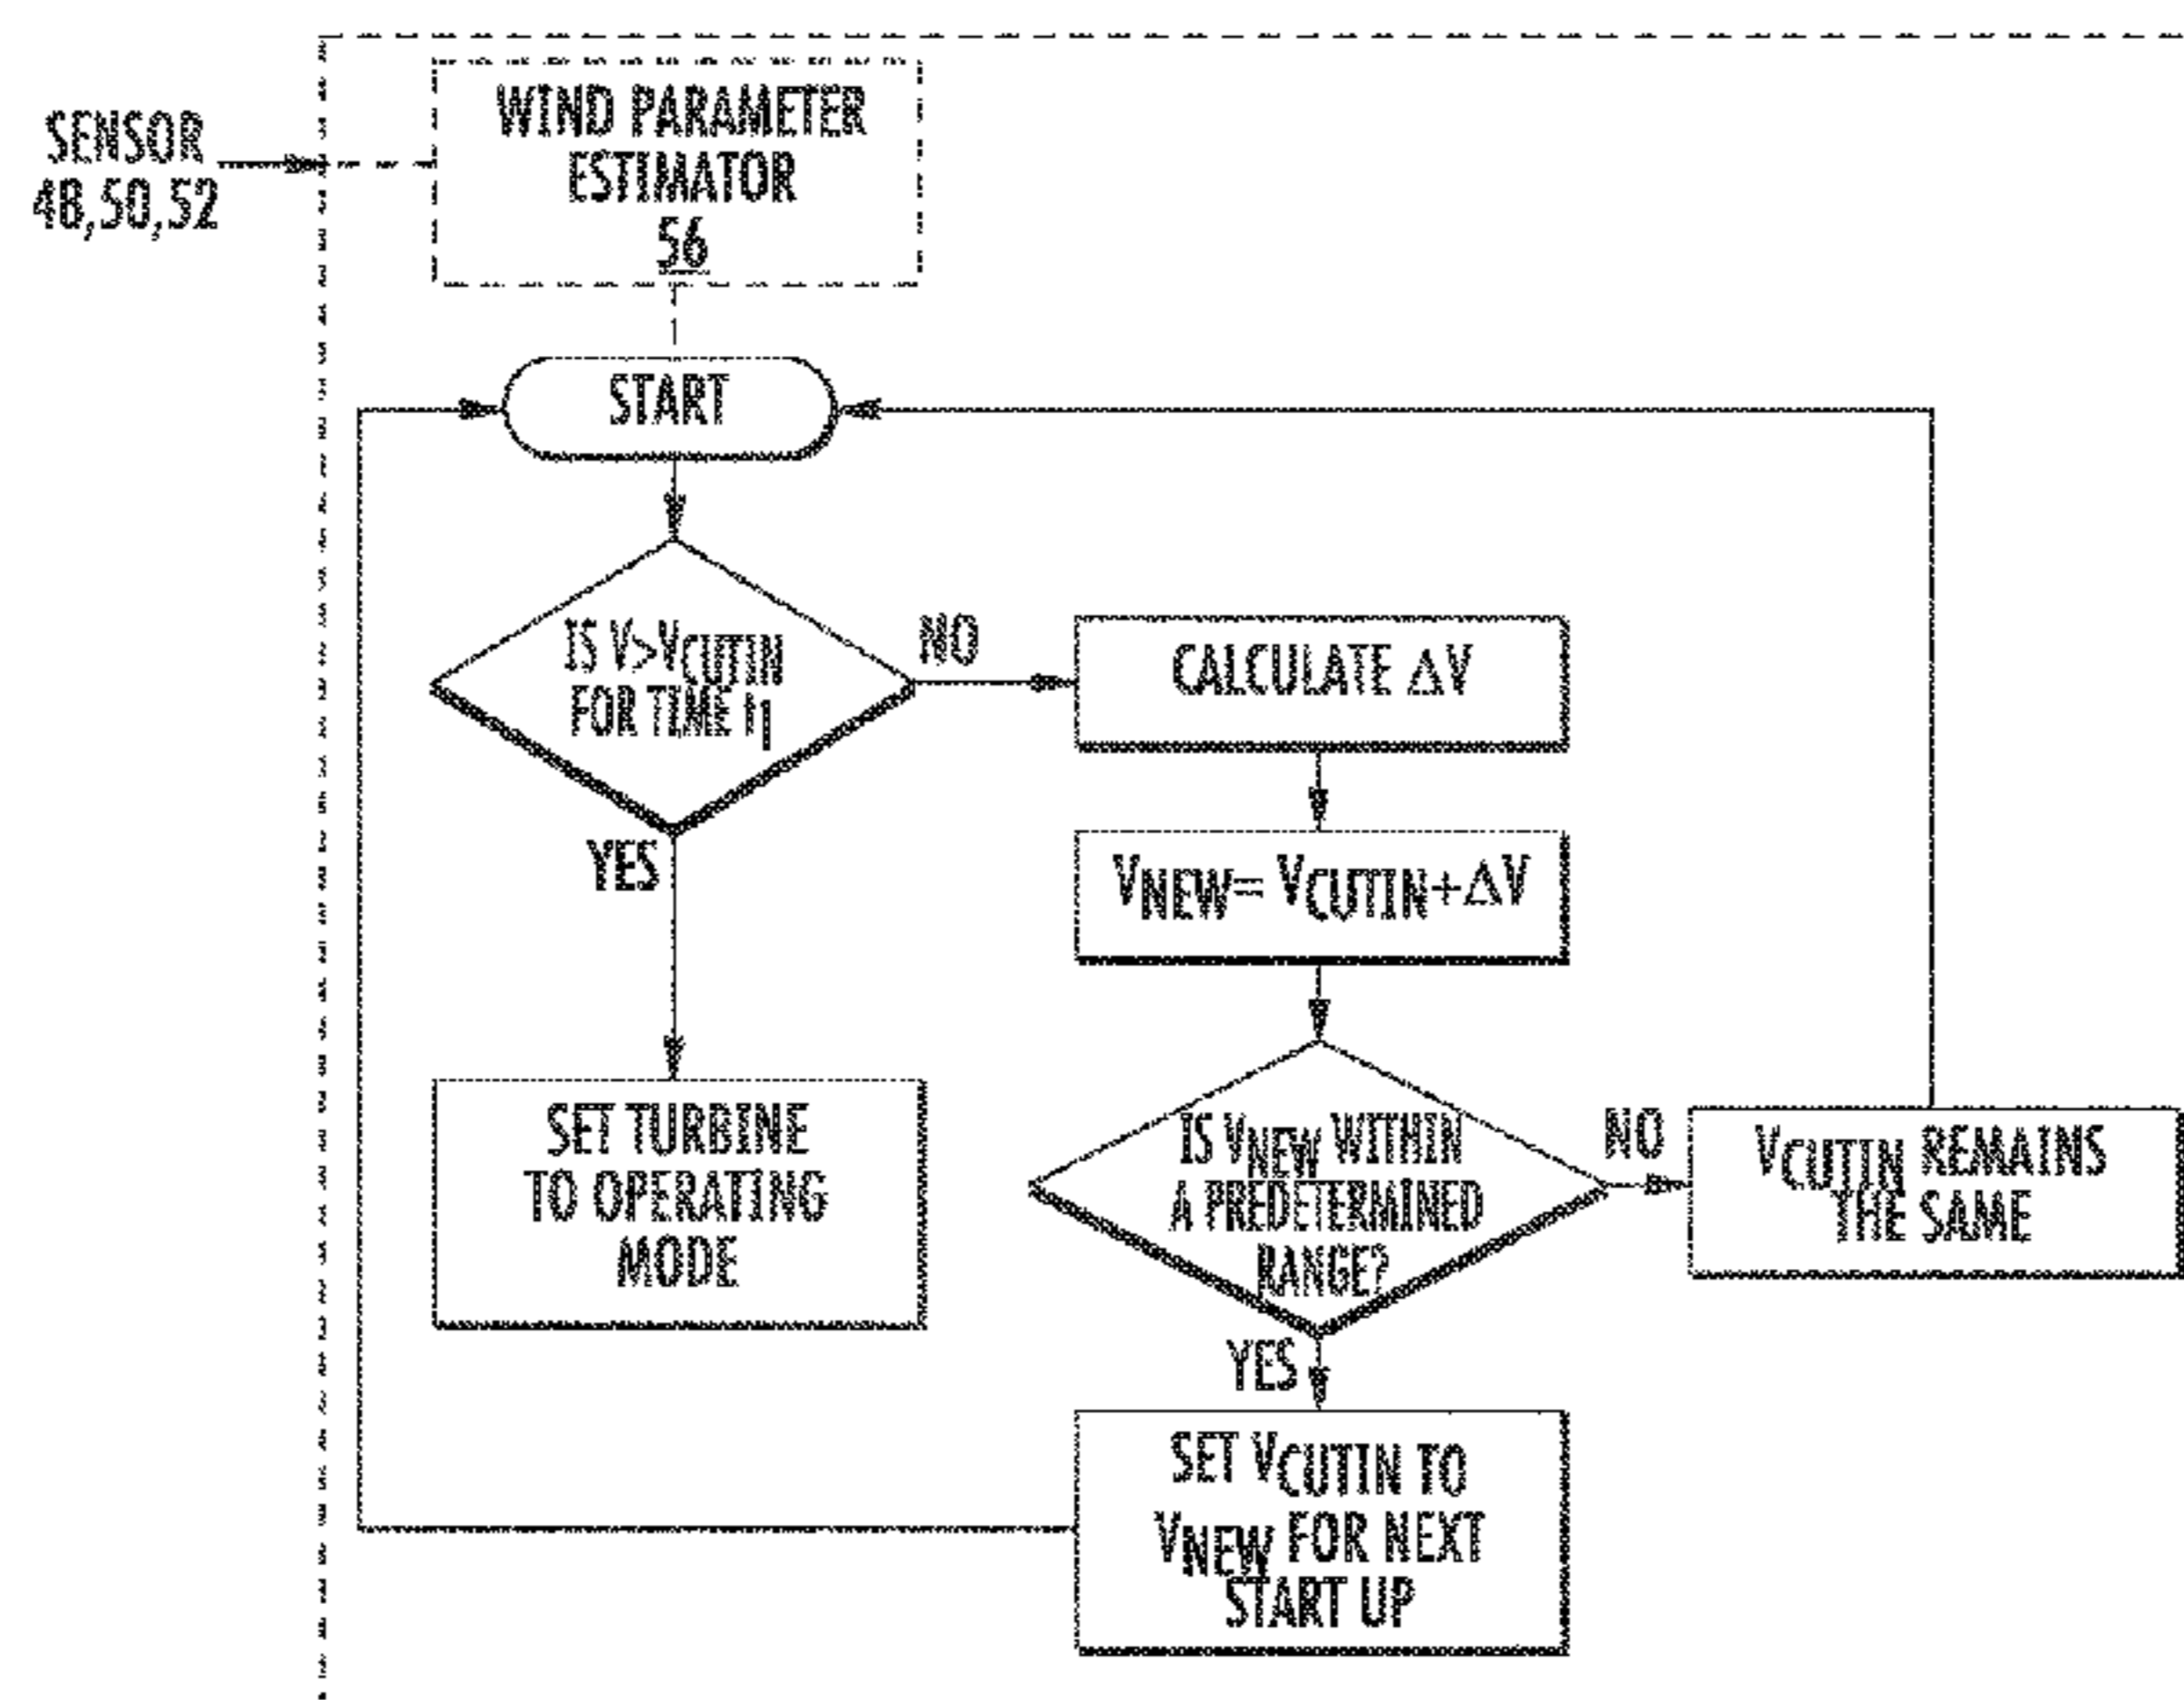 SENSOR
48,50,52
WIND PARAMETER
ESTIMATOR
56
START
IS V>VCUTIN
FOR TIME t1
NO
CALCULATE ΔV
YES
VNEW= VCUTIN+ΔV
SET TURBINE
TO OPERATING
MODE
IS VNEW WITHIN
A PREDETERMINED
RANGE?
NO
VCUTIN REMAINS
THE SAME
YES
SET VCUTIN TO
VNEW FOR NEXT
START UP